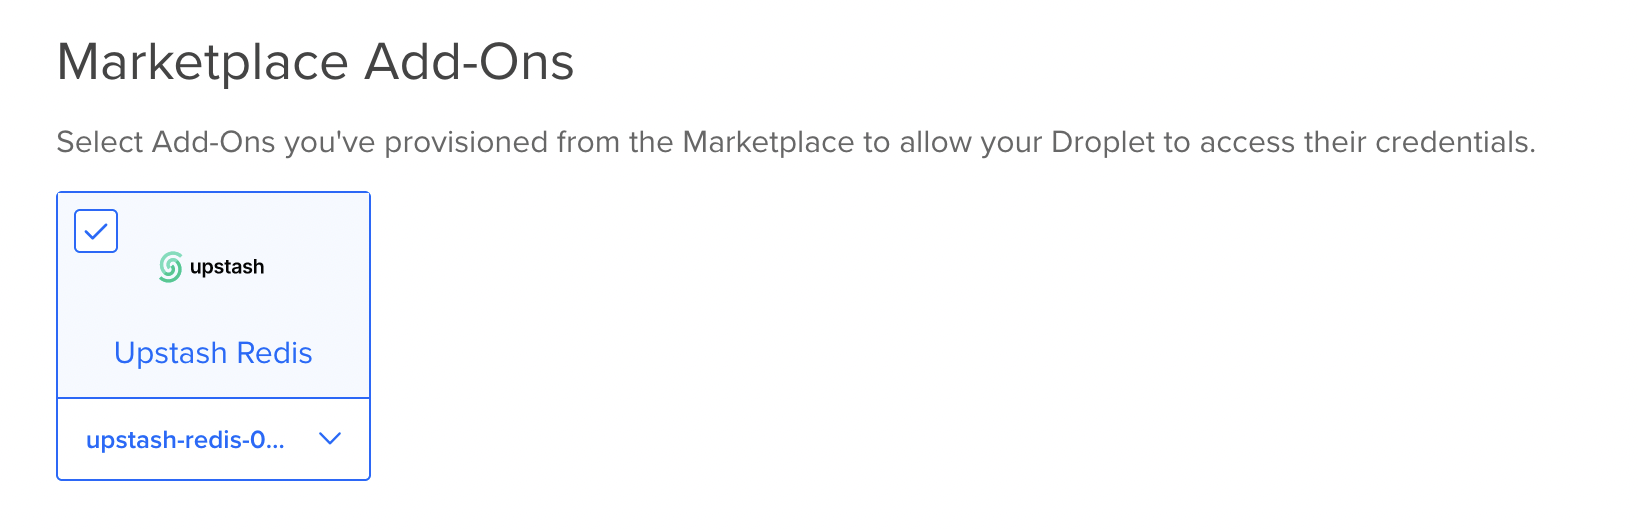 Marketplace Add-Ons
Select Add-Ons you've provisioned from the Marketplace to allow your Droplet to access their credentials.
upstash
Upstash Redis
upstash-redis-0...